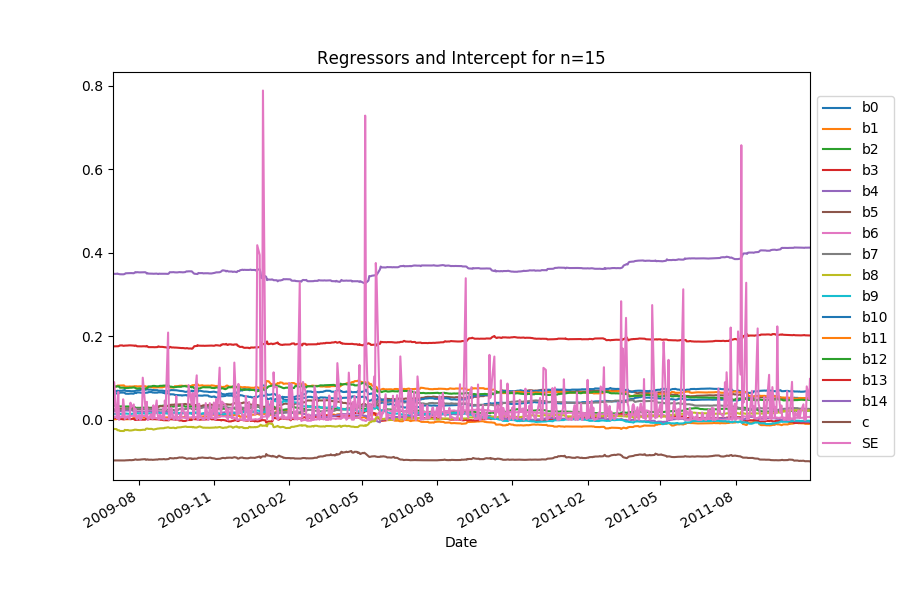 Regressors and Intercept for n=15
0.8
0.6
0.4
0.2
0.0
2009-08
2009-11
2010-02
2010-05
2010-08
2010-11
2011-02
2011-05
2011-08
Date
b0
b1
b2
b3
b4
b5
b6
b7
b8
b9
b10
b11
b12
b13
b14
c
SE